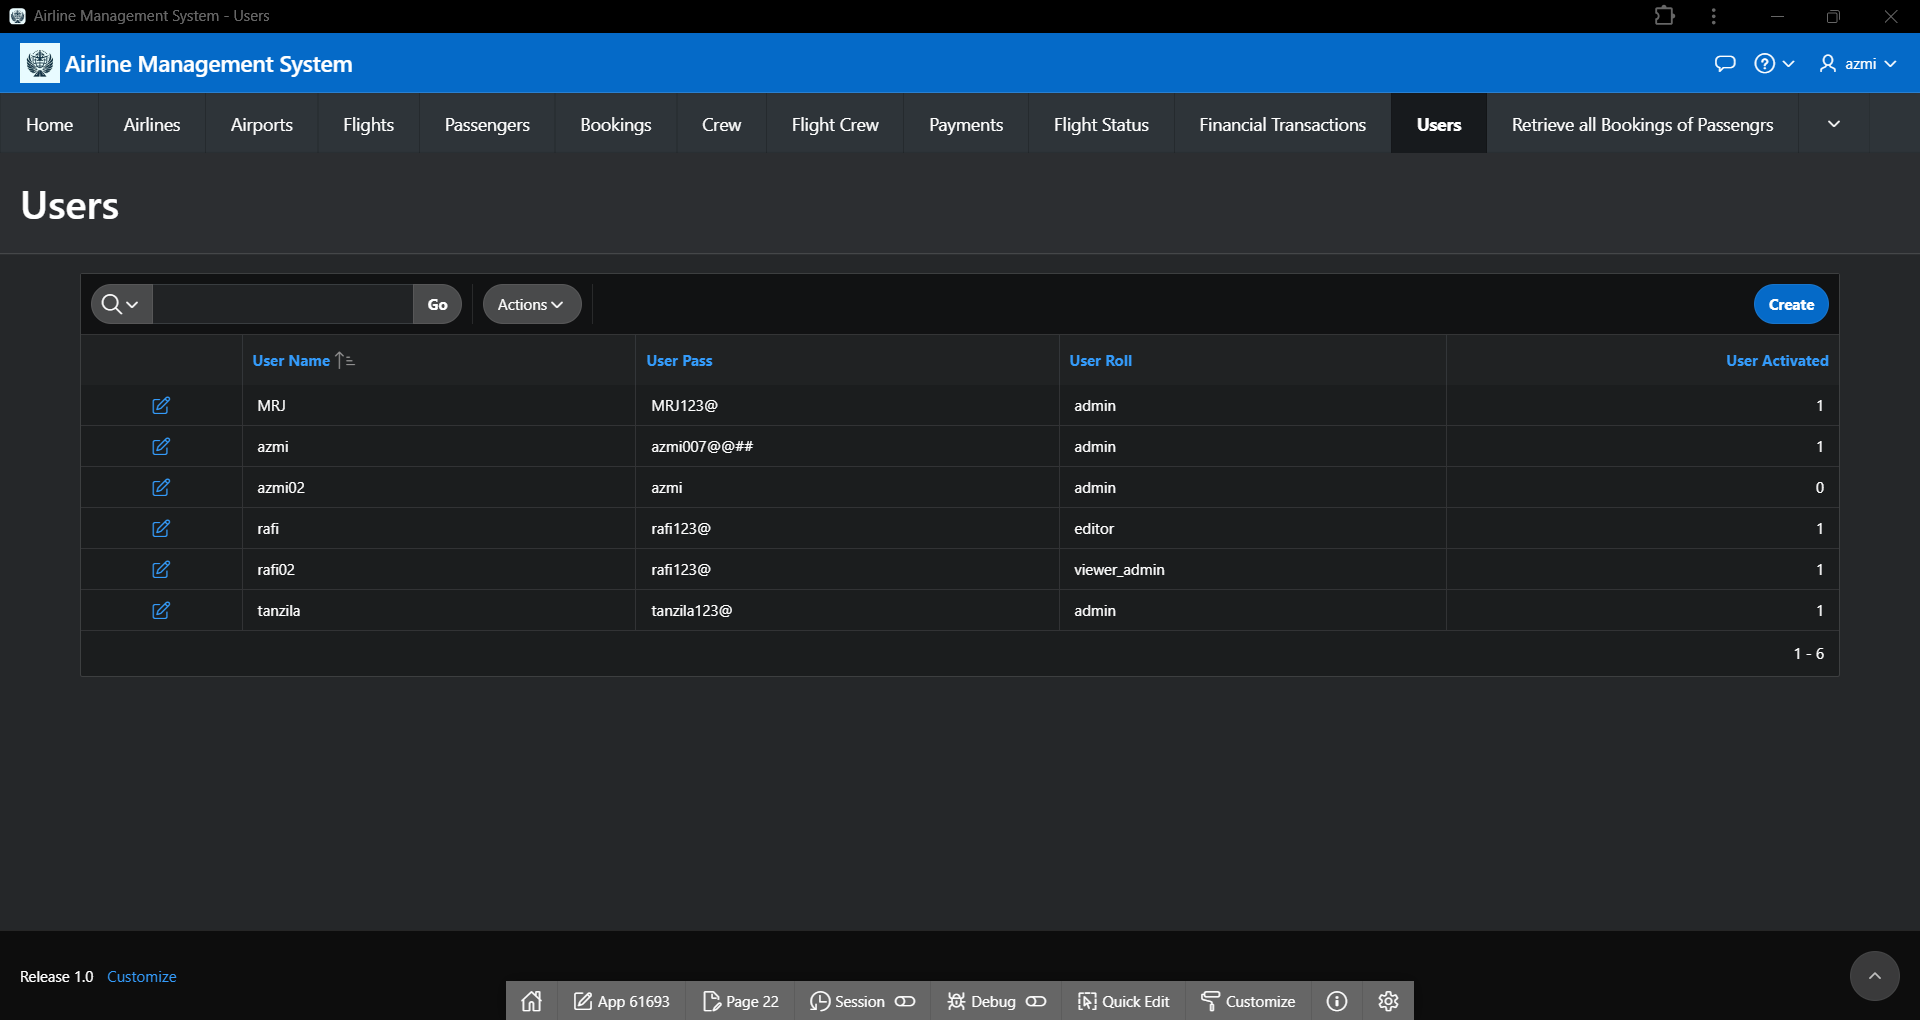 Airline Management System - Users
Airline Management System
azmi
Home Airlines Airports Flights Passengers Bookings Crew Flight Crew Payments Flight Status Financial Transactions Users Retrieve all Bookings of Passengrs
Users
Go Actions Create
User Name User Pass User Roll User Activated
MRJ MRJ123@ admin 1
azmi azmi007@@## admin 1
azmi02 azmi admin 0
rafi rafi123@ editor 1
rafi02 rafi123@ viewer_admin 1
tanzila tanzila123@ admin 1
1 - 6
Release 1.0 Customize
App 61693 Page 22 Session Debug Quick Edit Customize